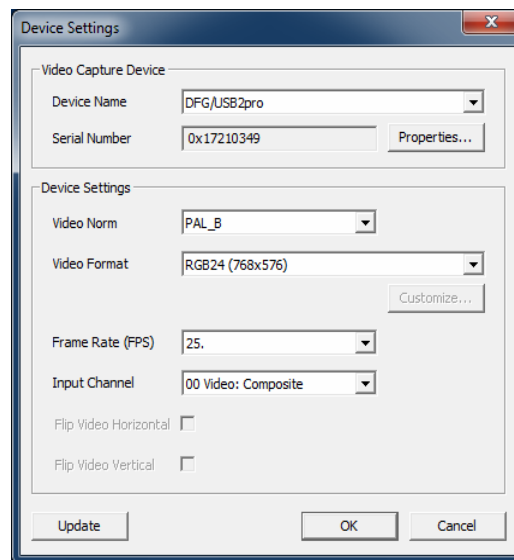 Device Settings
Video Capture Device
Device Name DFG/USB2pro
Serial Number 0x17210349 Properties...
Device Settings
Video Norm PAL_B
Video Format RGB24 (768x576)
Customize...
Frame Rate (FPS) 25.
Input Channel 00 Video: Composite
Flip Video Horizontal
Flip Video Vertical
Update OK Cancel